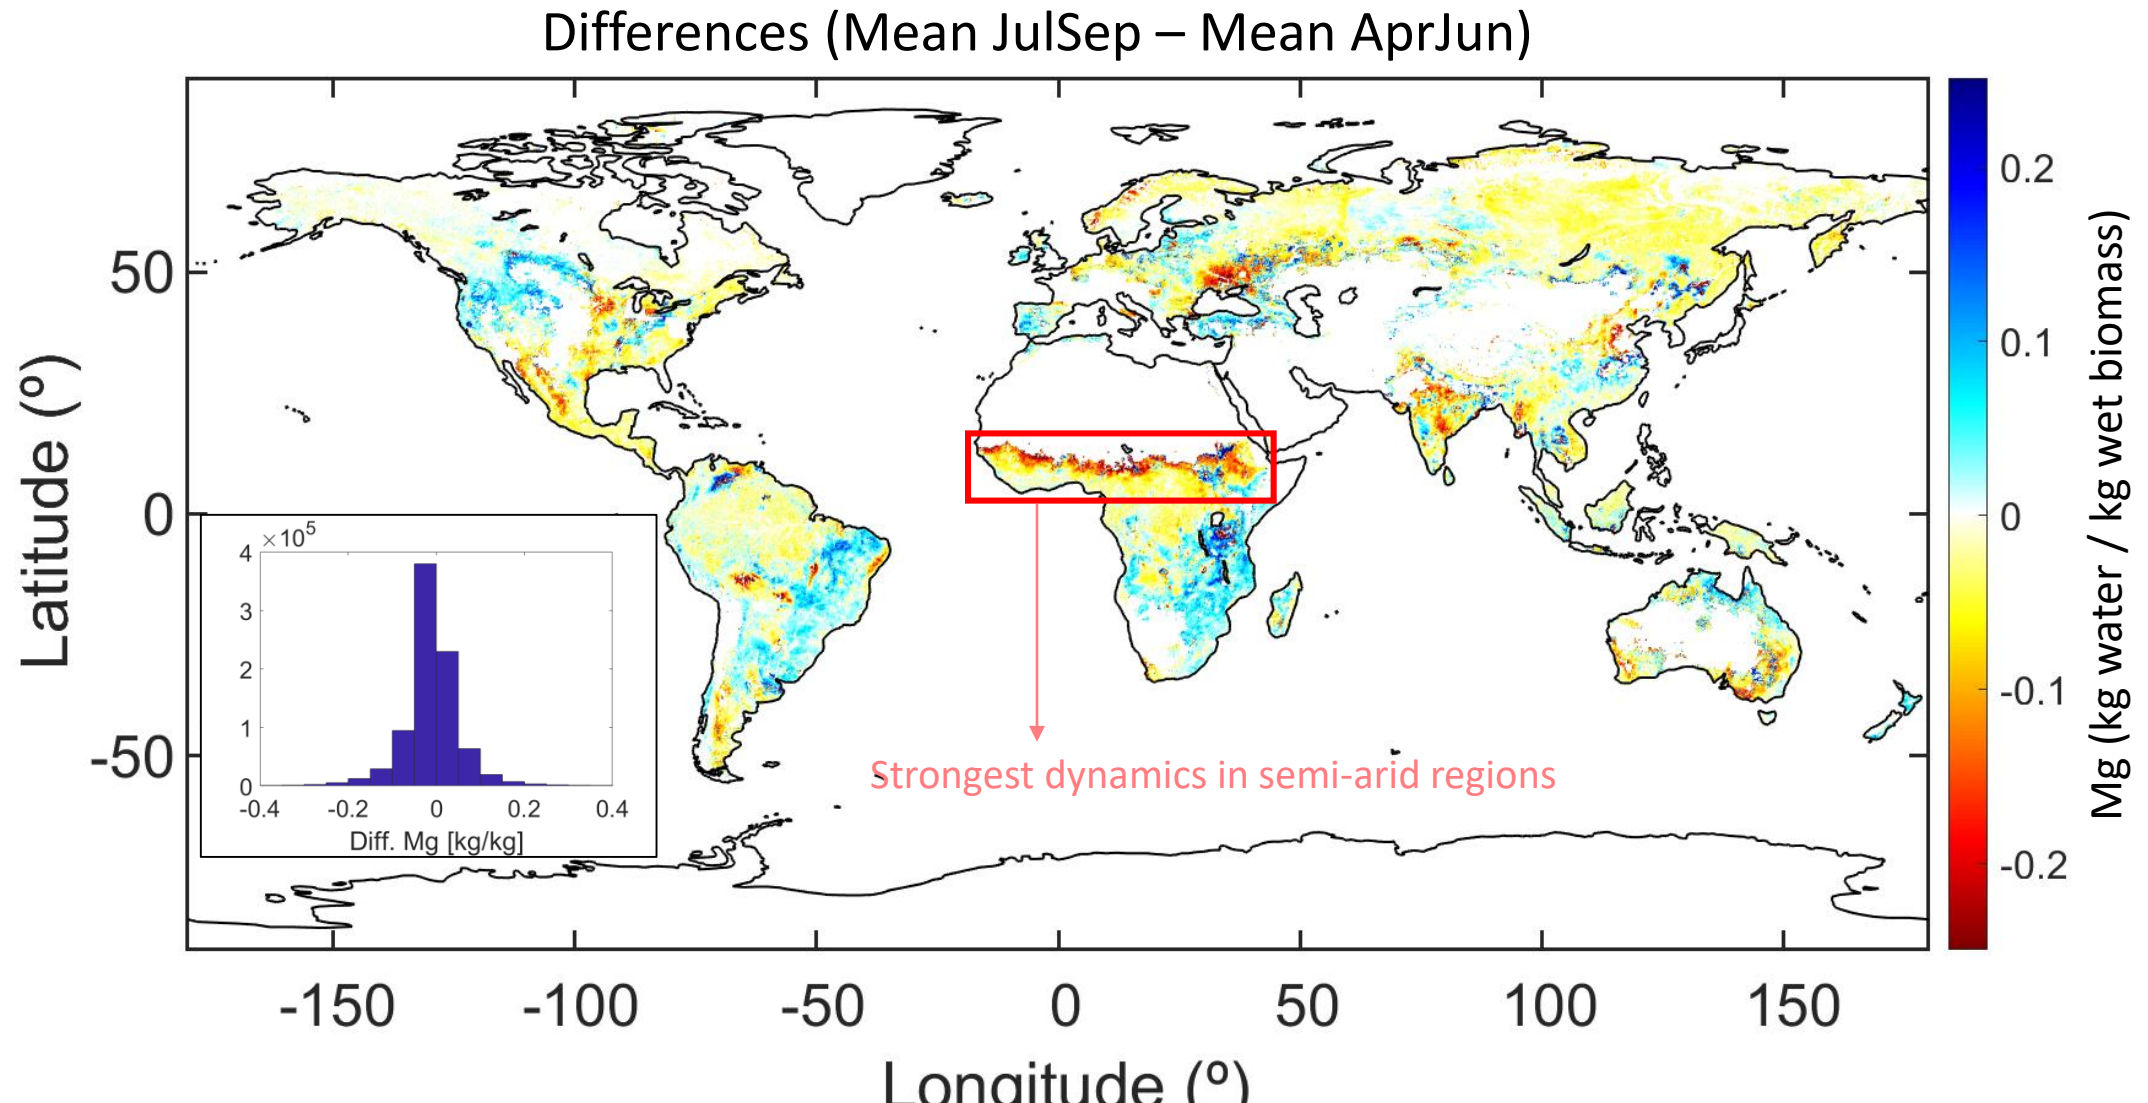 Differences (Mean JulSep – Mean AprJun)
Latitude (º)
50
0
-50
×10⁵
4
3
2
1
0
-0.4 -0.2 0 0.2 0.4
Diff. Mg [kg/kg]
Strongest dynamics in semi-arid regions
0.2
0.1
0
-0.1
-0.2
Mg (kg water / kg wet biomass)
-150 -100 -50 0 50 100 150
Longitude (º)